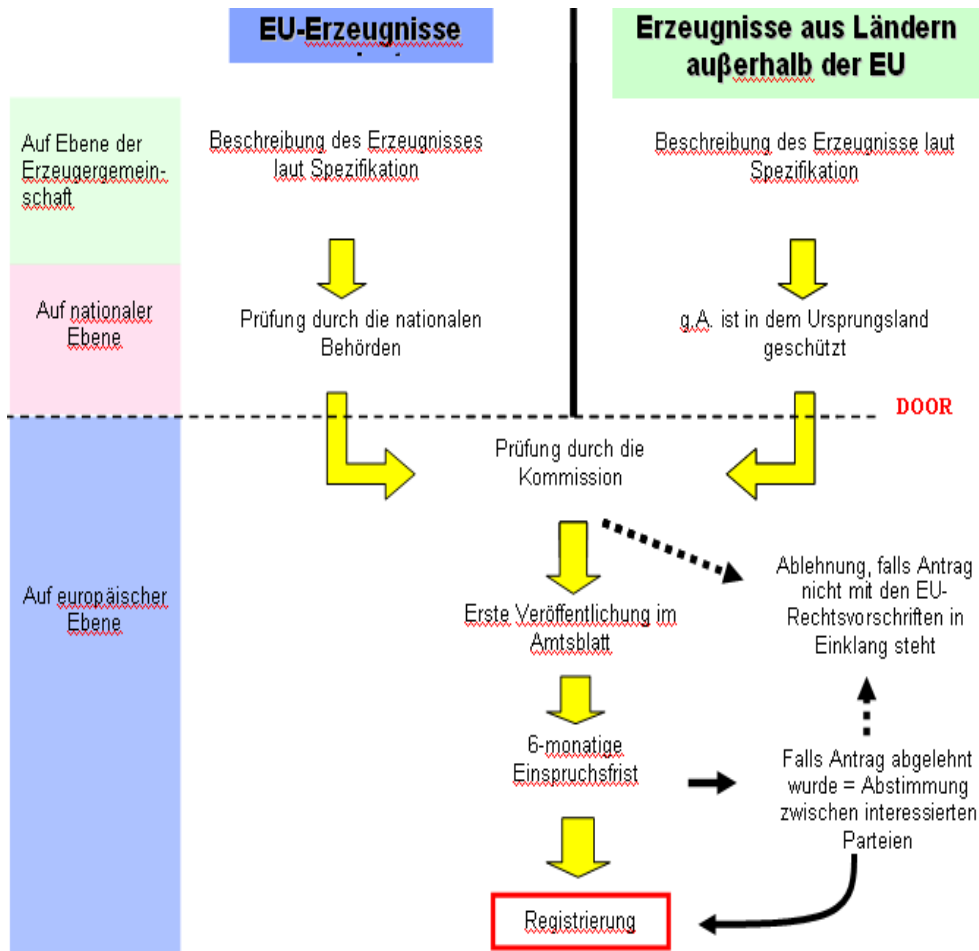 EU-Erzeugnisse
Erzeugnisse aus Ländern
außerhalb der EU
Auf Ebene der
Erzeugergemein-
schaft
Beschreibung des Erzeugnisses
laut Spezifikation
Beschreibung des Erzeugnisse laut
Spezifikation
Auf nationaler
Ebene
Prüfung durch die nationalen
Behörden
g.A. ist in dem Ursprungsland
geschützt
DOOR
Auf europäischer
Ebene
Prüfung durch die
Kommission
Erste Veröffentlichung im
Amtsblatt
Ablehnung, falls Antrag
nicht mit den EU-
Rechtsvorschriften in
Einklang steht
6-monatige
Einspruchsfrist
Falls Antrag abgelehnt
wurde = Abstimmung
zwischen interessierten
Parteien
Registrierung